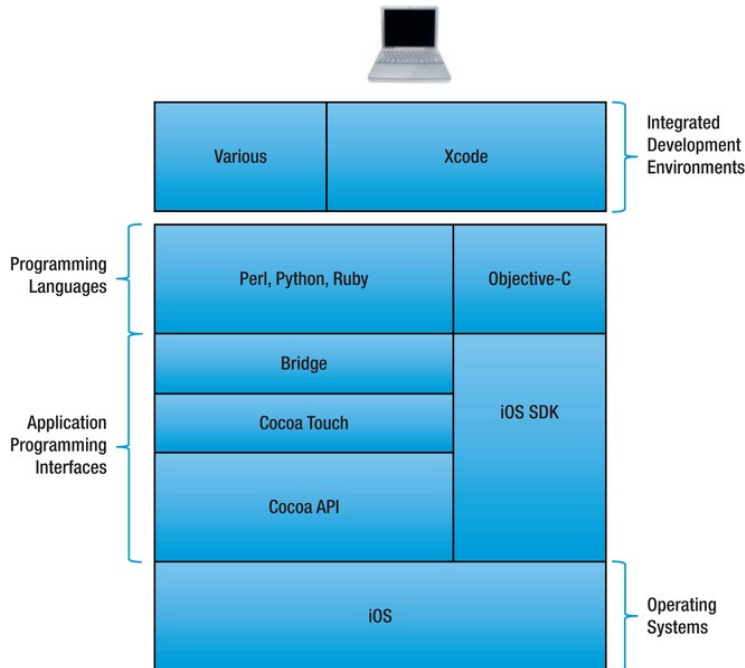 Various
Xcode
Integrated
Development
Environments
Programming
Languages
Perl, Python, Ruby
Objective-C
Bridge
Application
Programming
Interfaces
Cocoa Touch
iOS SDK
Cocoa API
iOS
Operating
Systems